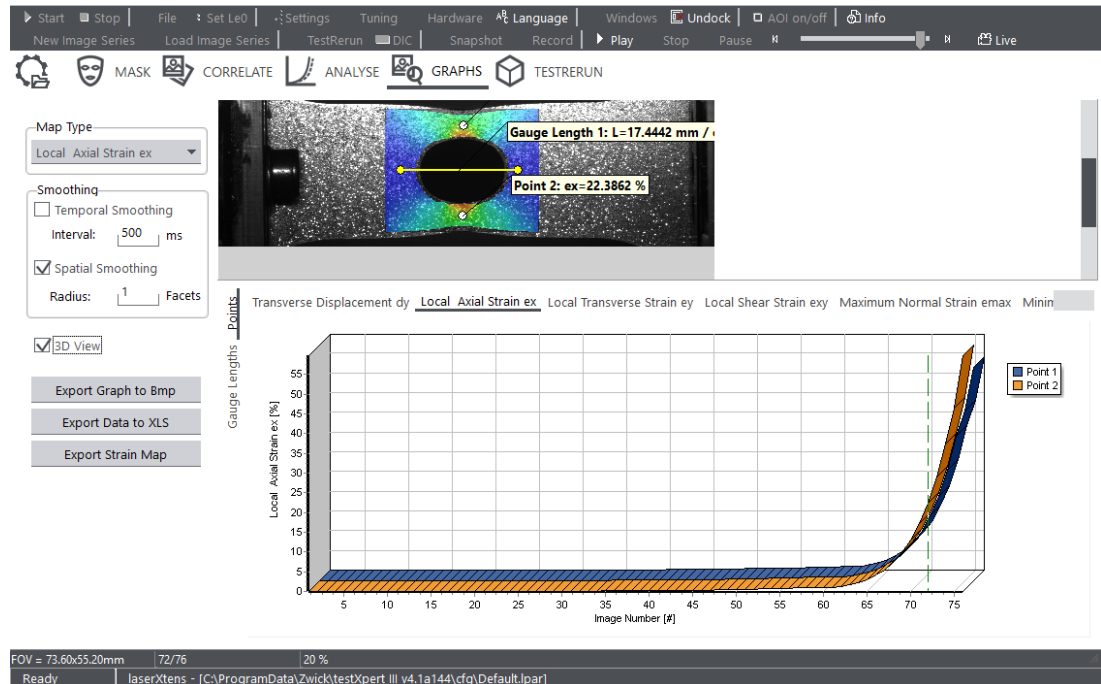 Start Stop File Set Le0 Settings Tuning Hardware Language Windows Undock AOI on/off Info
New Image Series Load Image Series TestRerun DIC Snapshot Record Play Stop Pause Live
MASK CORRELATE ANALYSE GRAPHS TESTRERUN
Map Type
Local Axial Strain ex
Smoothing
Temporal Smoothing
Interval: 500 ms
Spatial Smoothing
Radius: 1 Facets
3D View
Export Graph to Bmp
Export Data to XLS
Export Strain Map
Gauge Length 1: L=17.4442 mm /
Point 2: ex=22.3862 %
Points
Gauge Lengths
Transverse Displacement dy Local Axial Strain ex Local Transverse Strain ey Local Shear Strain exy Maximum Normal Strain emax
Local Axial Strain ex [%]
55
50
45
40
35
30
25
20
15
10
5
0
5 10 15 20 25 30 35 40 45 50 55 60 65 70 75
Image Number [#]
Point 1
Point 2
FOV = 73.60x55.20mm 72/76 20 %
Ready laserXtens - [C:\ProgramData\Zwick\testXpert III v4.1a144\cfg\Default.lpar]